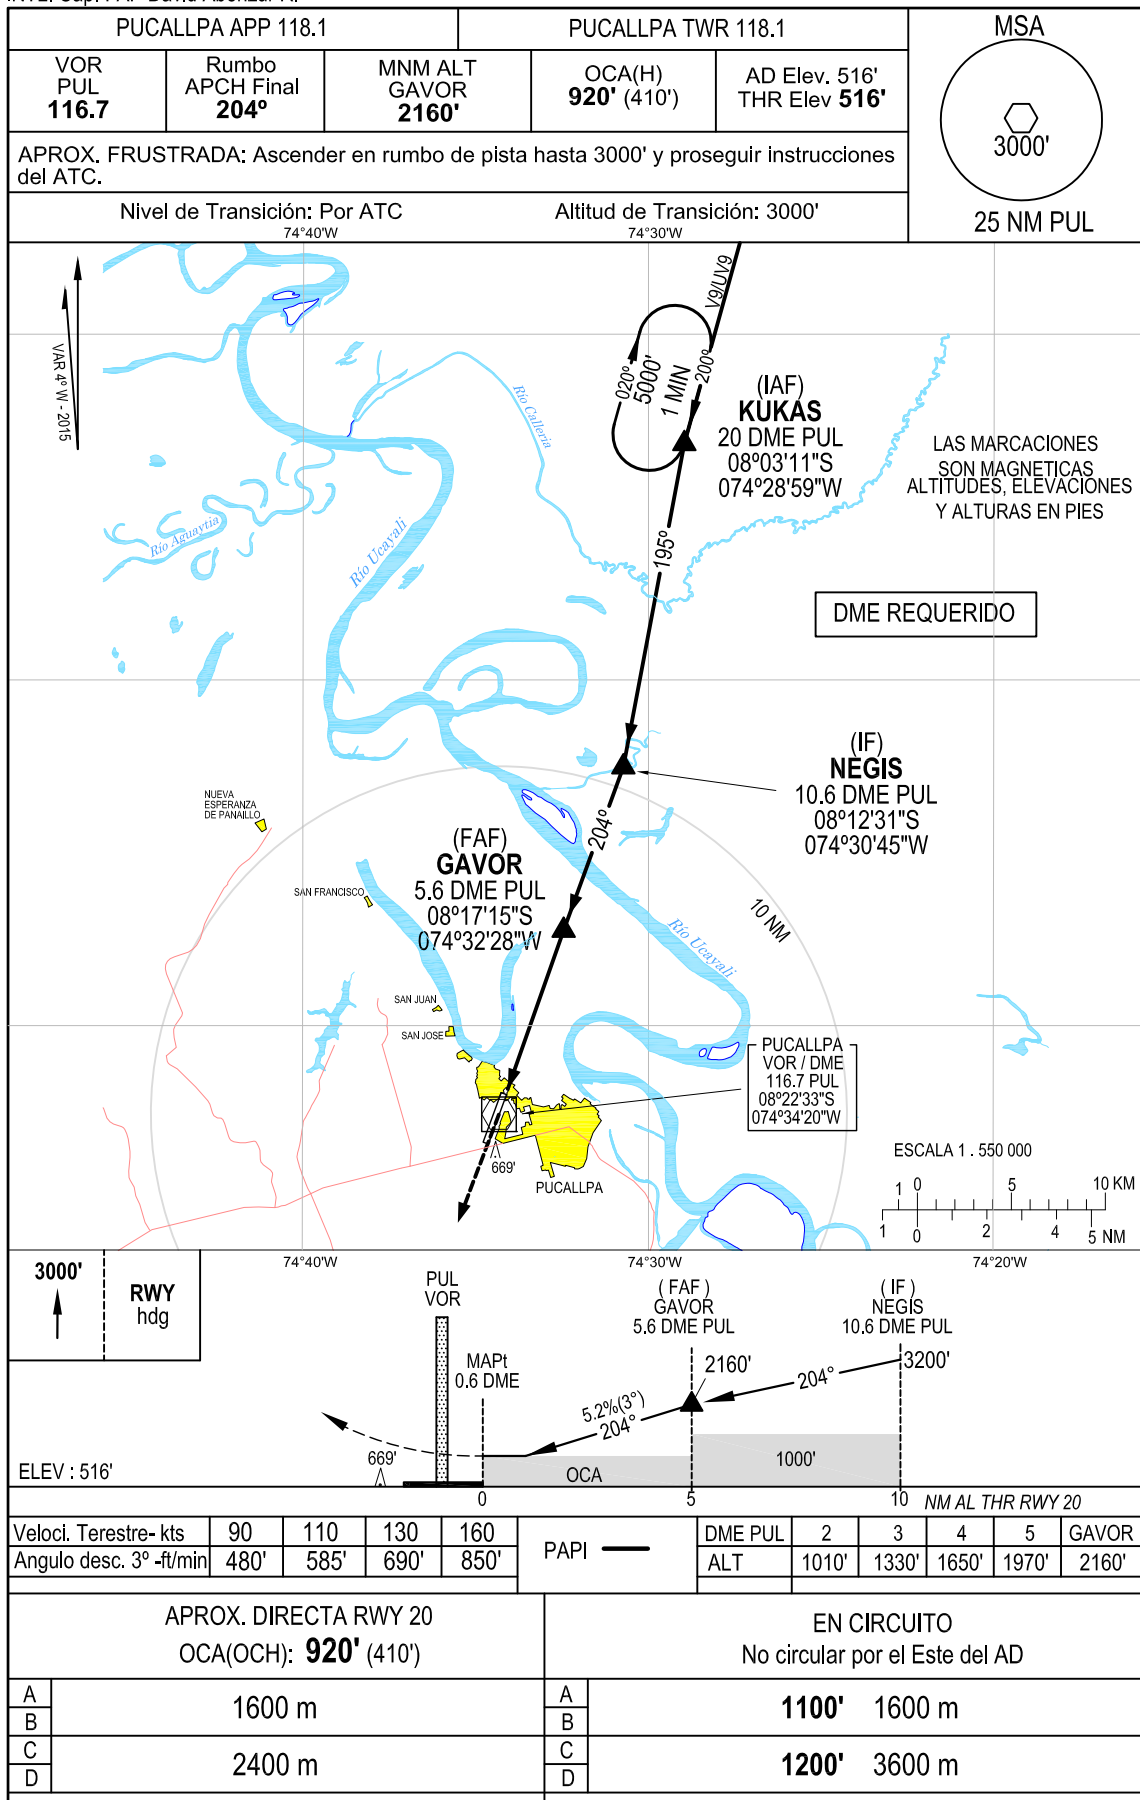 PUCALLPA APP 118.1
PUCALLPA TWR 118.1
MSA
VOR
PUL
116.7
Rumbo
APCH Final
204º
MNM ALT
GAVOR
2160'
OCA(H)
920' (410')
AD Elev. 516'
THR Elev 516'
3000'
25 NM PUL
APROX. FRUSTRADA: Ascender en rumbo de pista hasta 3000' y proseguir instrucciones
del ATC.
Nivel de Transición: Por ATC
Altitud de Transición: 3000'
74°40'W
74°30'W
VAR 4º W - 2015
V9/UV9
020º
5000'
1 MIN
200º
(IAF)
KUKAS
20 DME PUL
08º03'11"S
074º28'59"W
LAS MARCACIONES
SON MAGNETICAS
ALTITUDES, ELEVACIONES
Y ALTURAS EN PIES
Río Calleria
Río Aguaytia
Río Ucayali
195º
DME REQUERIDO
(IF)
NEGIS
10.6 DME PUL
08º12'31"S
074º30'45"W
NUEVA
ESPERANZA
DE PANAILLO
204º
(FAF)
GAVOR
5.6 DME PUL
08º17'15"S
074º32'28"W
SAN FRANCISCO
10 NM
Río Ucayali
SAN JUAN
SAN JOSE
PUCALLPA
VOR / DME
116.7 PUL
08º22'33"S
074º34'20"W
669'
PUCALLPA
ESCALA 1 . 550 000
1 0 5 10 KM
1 0 2 4 5 NM
74°40'W
74°30'W
74°20'W
3000'
RWY
hdg
PUL
VOR
( FAF )
GAVOR
5.6 DME PUL
( IF )
NEGIS
10.6 DME PUL
MAPt
0.6 DME
2160'
3200'
204°
5.2%(3°)
204°
669'
1000'
OCA
ELEV : 516'
0 5 10
NM AL THR RWY 20
Veloci. Terestre- kts 90 110 130 160
Angulo desc. 3º -ft/min 480' 585' 690' 850'
PAPI
DME PUL 2 3 4 5 GAVOR
ALT 1010' 1330' 1650' 1970' 2160'
APROX. DIRECTA RWY 20
OCA(OCH): 920' (410')
EN CIRCUITO
No circular por el Este del AD
A
B
1600 m
C
D
2400 m
A
B
1100' 1600 m
C
D
1200' 3600 m